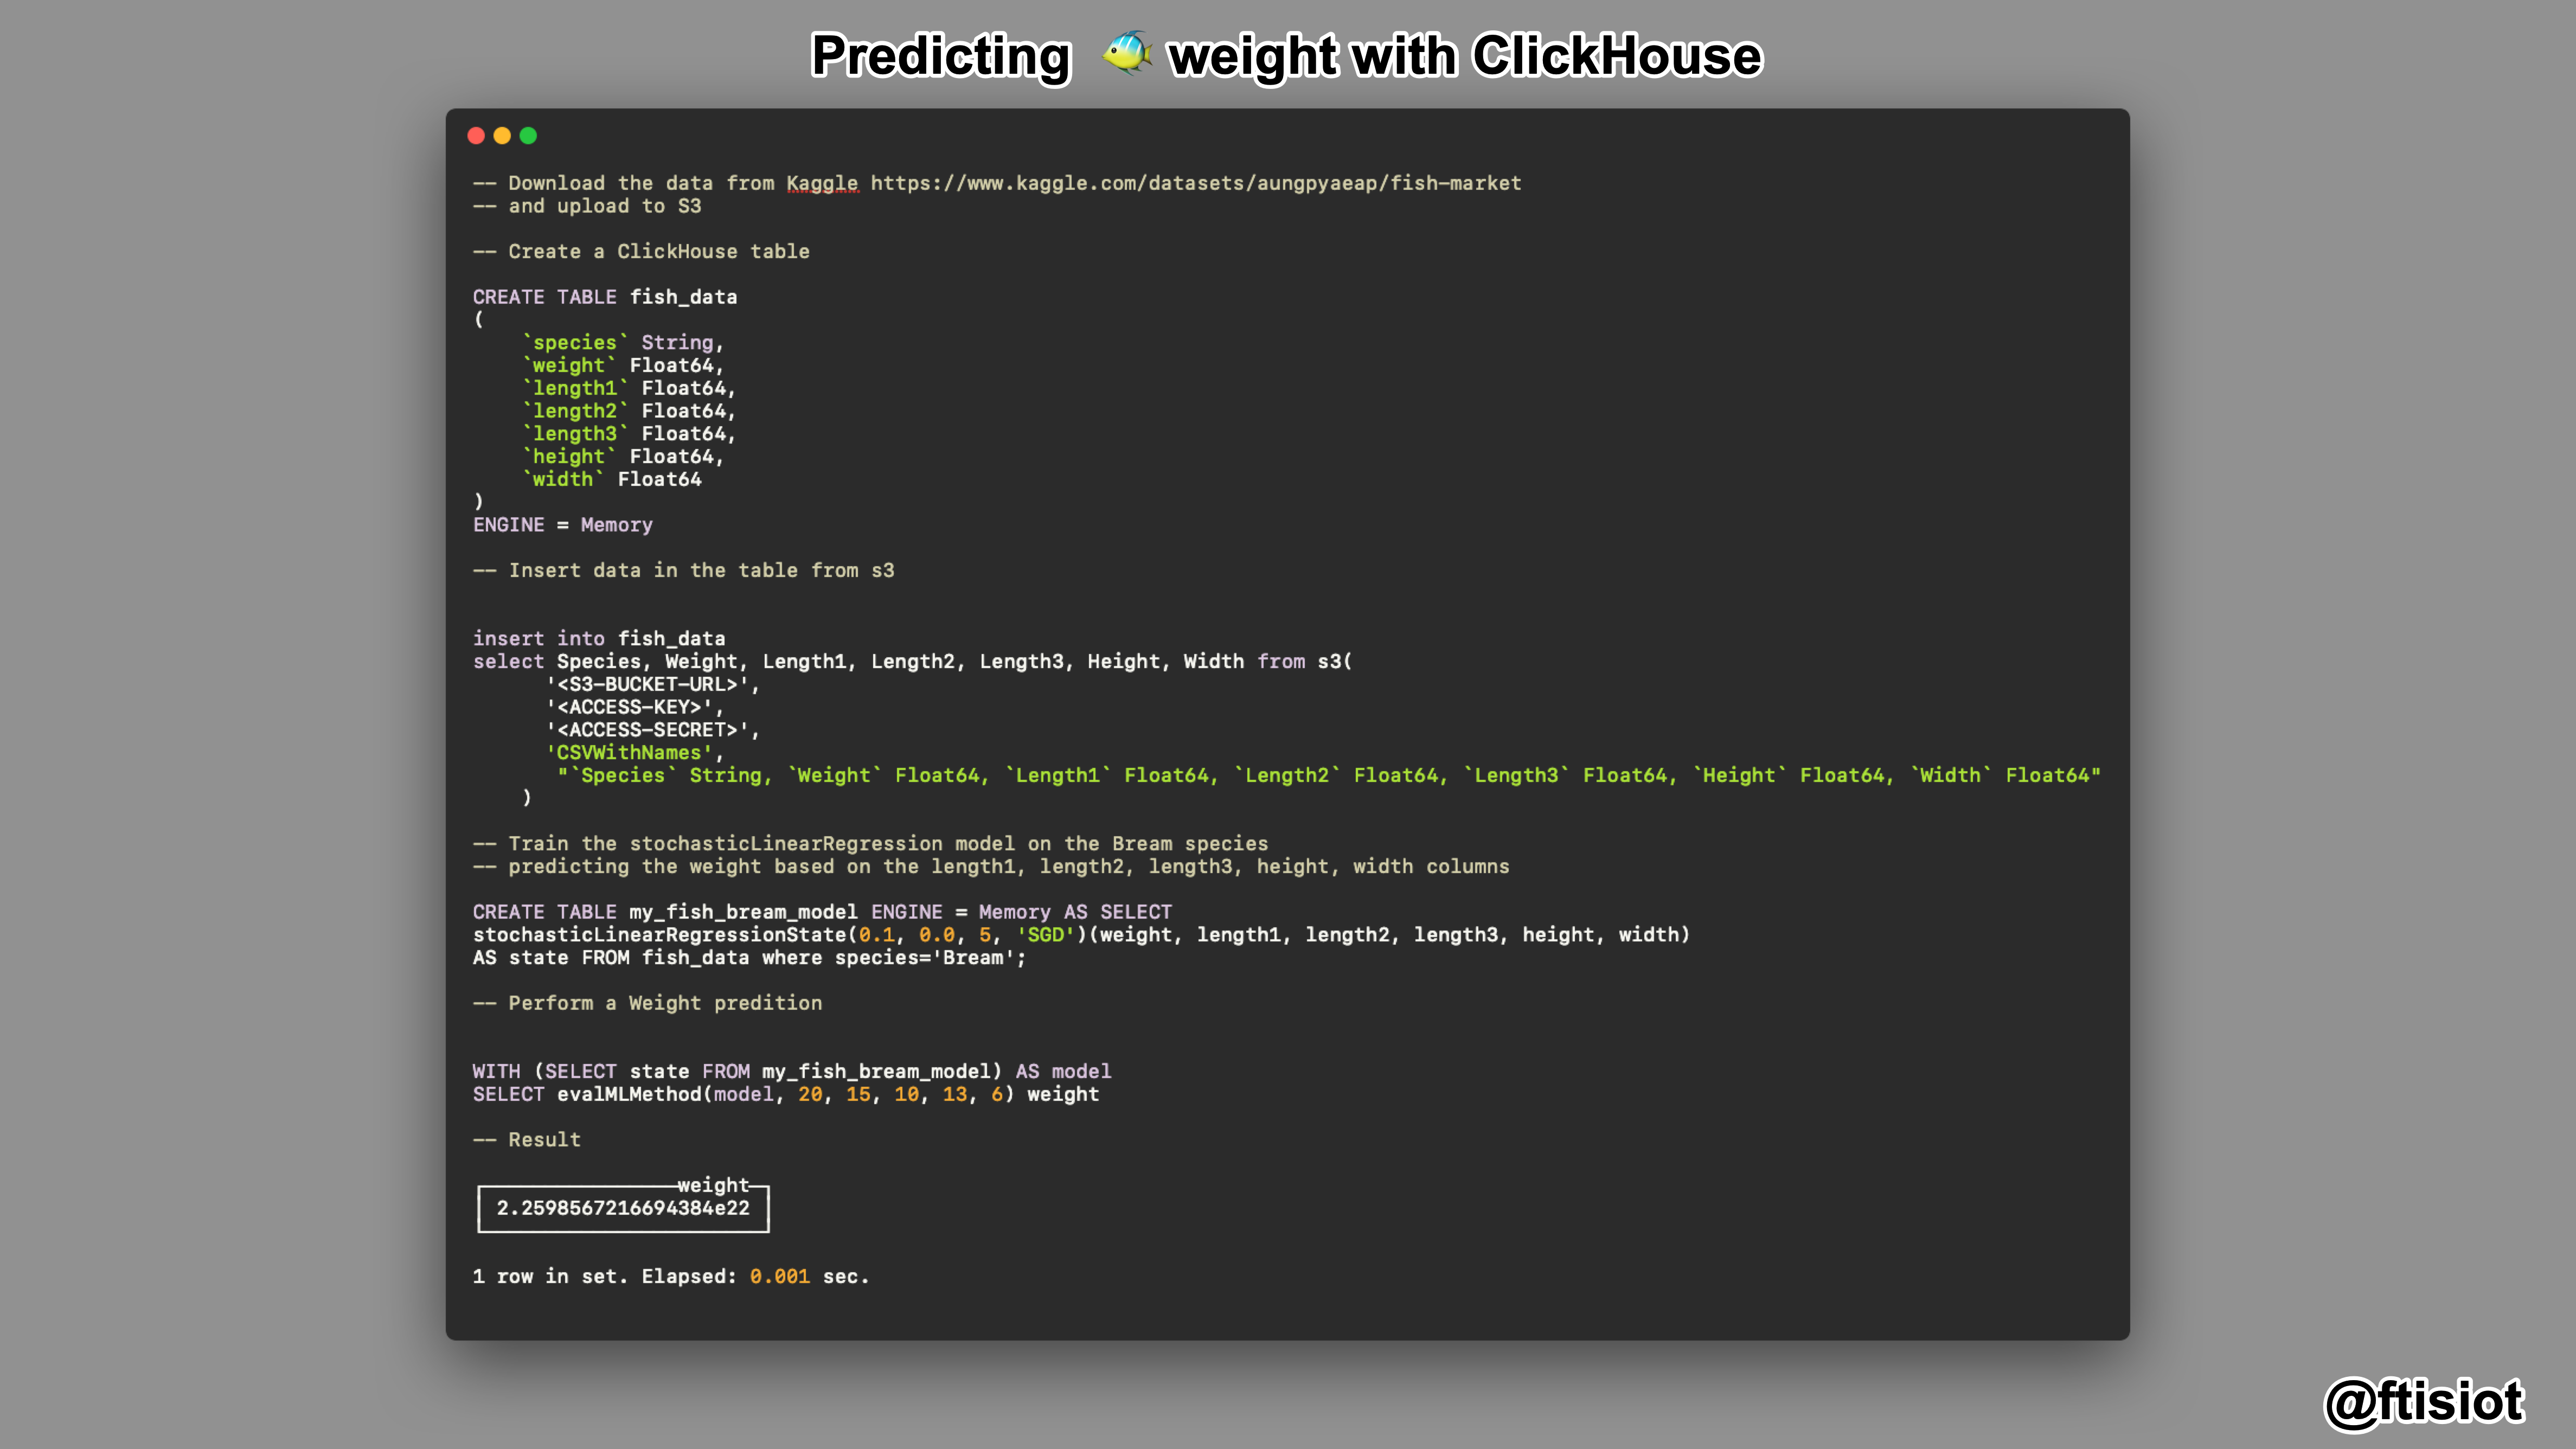 Predicting 🐠 weight with ClickHouse
-- Download the data from Kaggle https://www.kaggle.com/datasets/aungpyaeap/fish-market
-- and upload to S3
-- Create a ClickHouse table
CREATE TABLE fish_data
(
`species` String,
`weight` Float64,
`length1` Float64,
`length2` Float64,
`length3` Float64,
`height` Float64,
`width` Float64
)
ENGINE = Memory
-- Insert data in the table from s3
insert into fish_data
select Species, Weight, Length1, Length2, Length3, Height, Width from s3(
'<S3-BUCKET-URL>',
'<ACCESS-KEY>',
'<ACCESS-SECRET>',
'CSVWithNames',
"`Species` String, `Weight` Float64, `Length1` Float64, `Length2` Float64, `Length3` Float64, `Height` Float64, `Width` Float64"
)
-- Train the stochasticLinearRegression model on the Bream species
-- predicting the weight based on the length1, length2, length3, height, width columns
CREATE TABLE my_fish_bream_model ENGINE = Memory AS SELECT
stochasticLinearRegressionState(0.1, 0.0, 5, 'SGD')(weight, length1, length2, length3, height, width)
AS state FROM fish_data where species='Bream';
-- Perform a Weight predition
WITH (SELECT state FROM my_fish_bream_model) AS model
SELECT evalMLMethod(model, 20, 15, 10, 13, 6) weight
-- Result
weight
2.2598567216694384e22
1 row in set. Elapsed: 0.001 sec.
@ftisiot